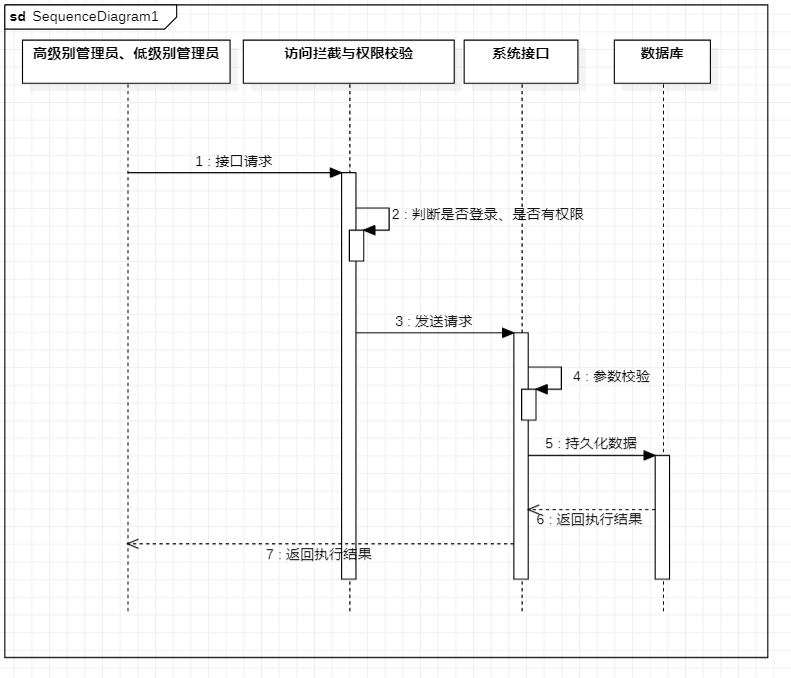 sd SequenceDiagram1
高级别管理员、低级别管理员
访问拦截与权限校验
系统接口
数据库
1 : 接口请求
2 : 判断是否登录、是否有权限
3 : 发送请求
4 : 参数校验
5 : 持久化数据
6 : 返回执行结果
7 : 返回执行结果